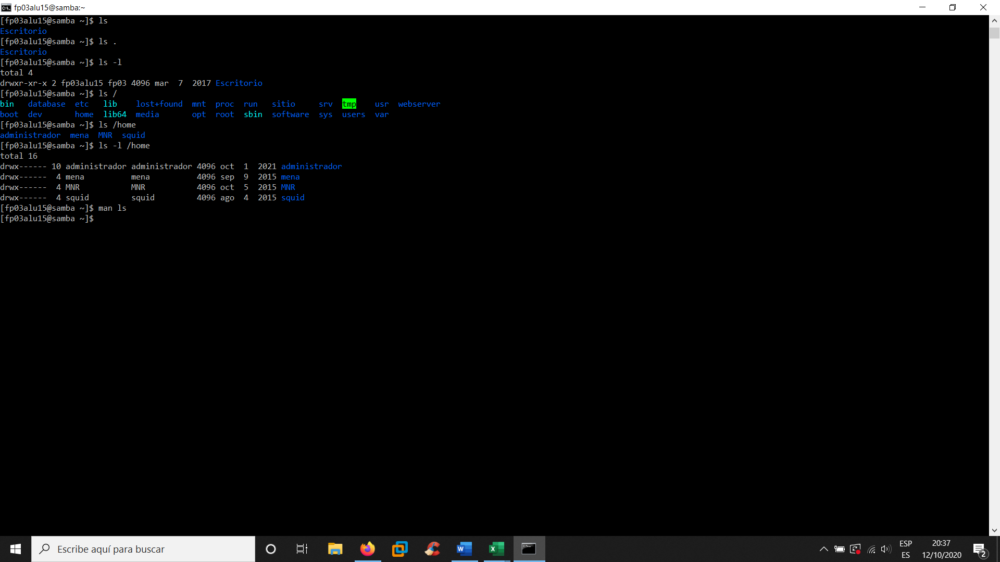 fp03alu15@samba:~
[fp03alu15@samba ~]$ ls
Escritorio
[fp03alu15@samba ~]$ ls .
Escritorio
[fp03alu15@samba ~]$ ls -l
total 4
drwxr-xr-x 2 fp03alu15 fp03 4096 mar  7  2017 Escritorio
[fp03alu15@samba ~]$ ls /
bin   database  etc   lib    lost+found  mnt  proc  run   sitio     srv  tmp    usr  webserver
boot  dev       home  lib64  media       opt  root  sbin  software  sys  users  var
[fp03alu15@samba ~]$ ls /home
administrador  mena  MNR  squid
[fp03alu15@samba ~]$ ls -l /home
total 16
drwx------ 10 administrador administrador 4096 oct  1  2021 administrador
drwx------  4 mena          mena          4096 sep  9  2015 mena
drwx------  4 MNR           MNR           4096 oct  5  2015 MNR
drwx------  4 squid         squid         4096 ago  4  2015 squid
[fp03alu15@samba ~]$ man ls
[fp03alu15@samba ~]$
Escribe aquí para buscar
ESP
ES
20:37
12/10/2020
2